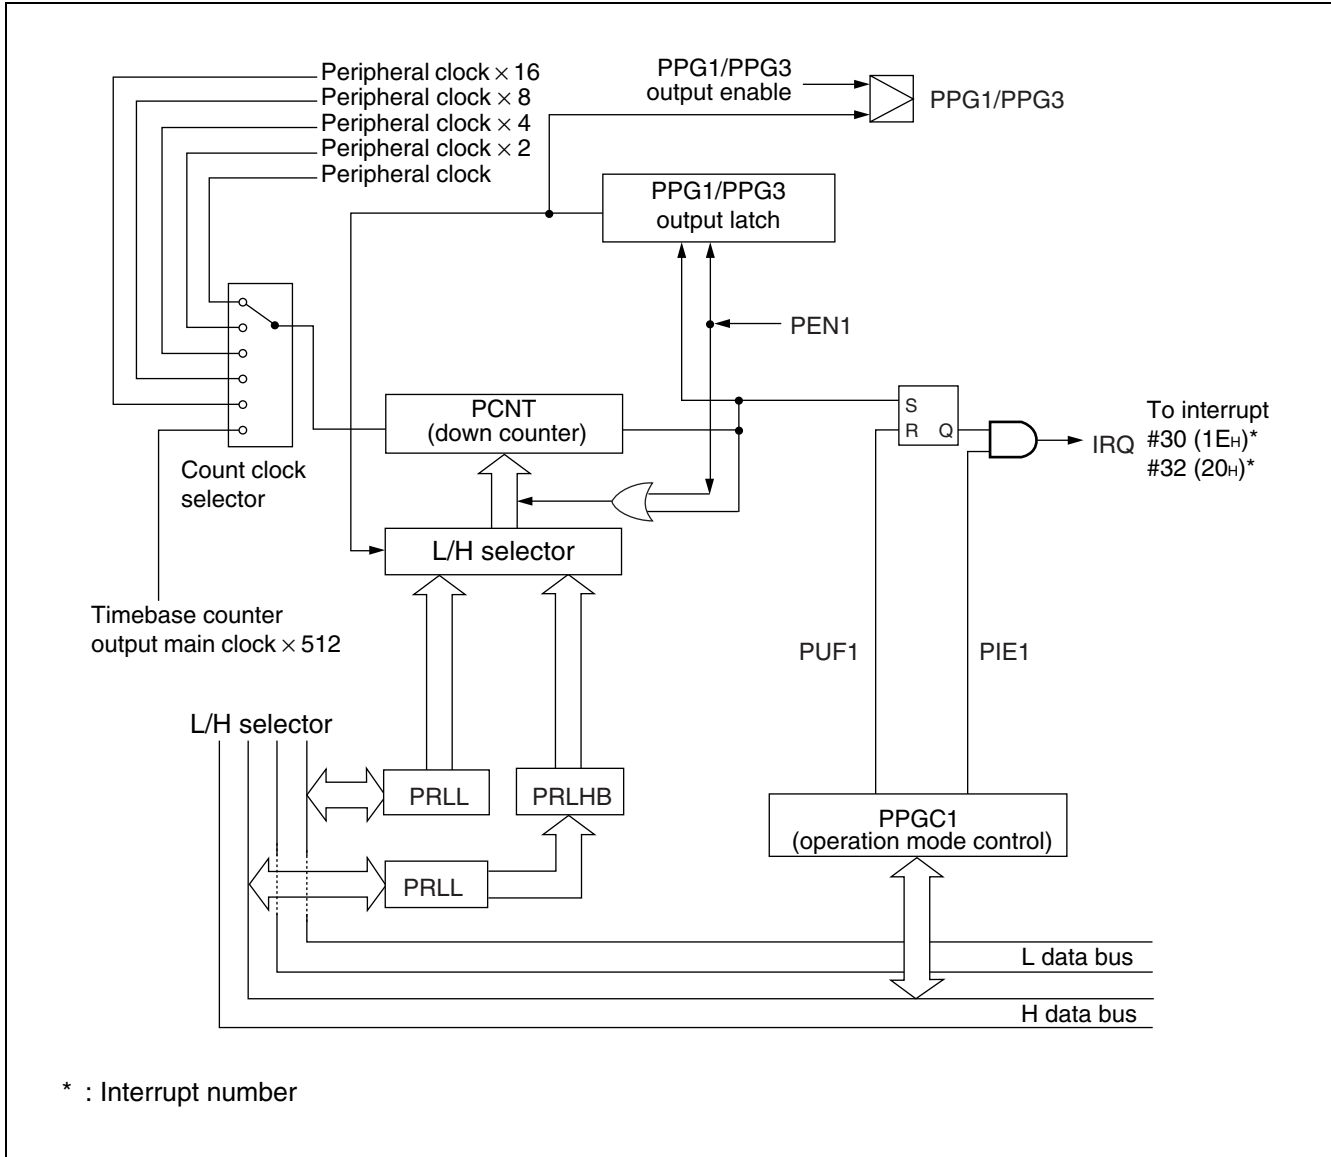 Peripheral clock × 16
Peripheral clock × 8
Peripheral clock × 4
Peripheral clock × 2
Peripheral clock
PPG1/PPG3
output enable
PPG1/PPG3
PPG1/PPG3
output latch
PEN1
PCNT
(down counter)
S
R Q
IRQ
To interrupt
#30 (1EH)*
#32 (20H)*
Count clock
selector
L/H selector
Timebase counter
output main clock × 512
PUF1
PIE1
L/H selector
PRLL
PRLHB
PPGC1
(operation mode control)
PRLL
L data bus
H data bus
* : Interrupt number